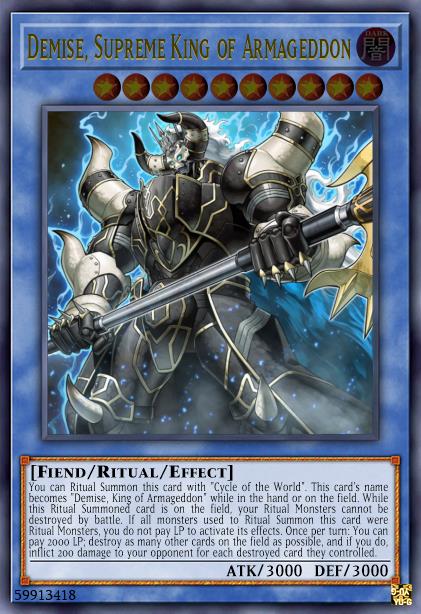 Demise, Supreme King of Armageddon
DARK
闇
[Fiend/Ritual/Effect]
You can Ritual Summon this card with "Cycle of the World". This card's name
becomes "Demise, King of Armageddon" while in the hand or on the field. While
this Ritual Summoned card is on the field, your Ritual Monsters cannot be
destroyed by battle. If all monsters used to Ritual Summon this card were
Ritual Monsters, you do not pay LP to activate its effects. Once per turn: You can
pay 2000 LP; destroy as many other cards on the field as possible, and if you do,
inflict 200 damage to your opponent for each destroyed card they controlled.
ATK/3000 DEF/3000
59913418